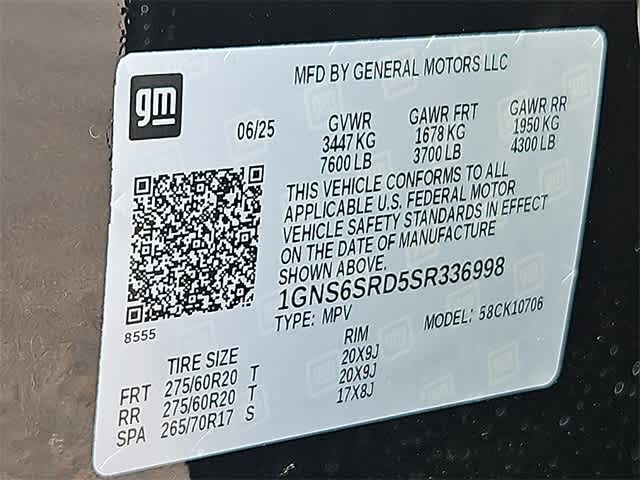 gm
MFD BY GENERAL MOTORS LLC
06/25 GVWR GAWR FRT GAWR RR
3447 KG 1678 KG 1950 KG
7600 LB 3700 LB 4300 LB
THIS VEHICLE CONFORMS TO ALL
APPLICABLE U.S. FEDERAL MOTOR
VEHICLE SAFETY STANDARDS IN EFFECT
ON THE DATE OF MANUFACTURE
SHOWN ABOVE.
1GNS6SRD5SR336998
8555
TYPE: MPV MODEL: 58CK10706
TIRE SIZE RIM
FRT 275/60R20 T 20X9J
RR 275/60R20 T 20X9J
SPA 265/70R17 S 17X8J